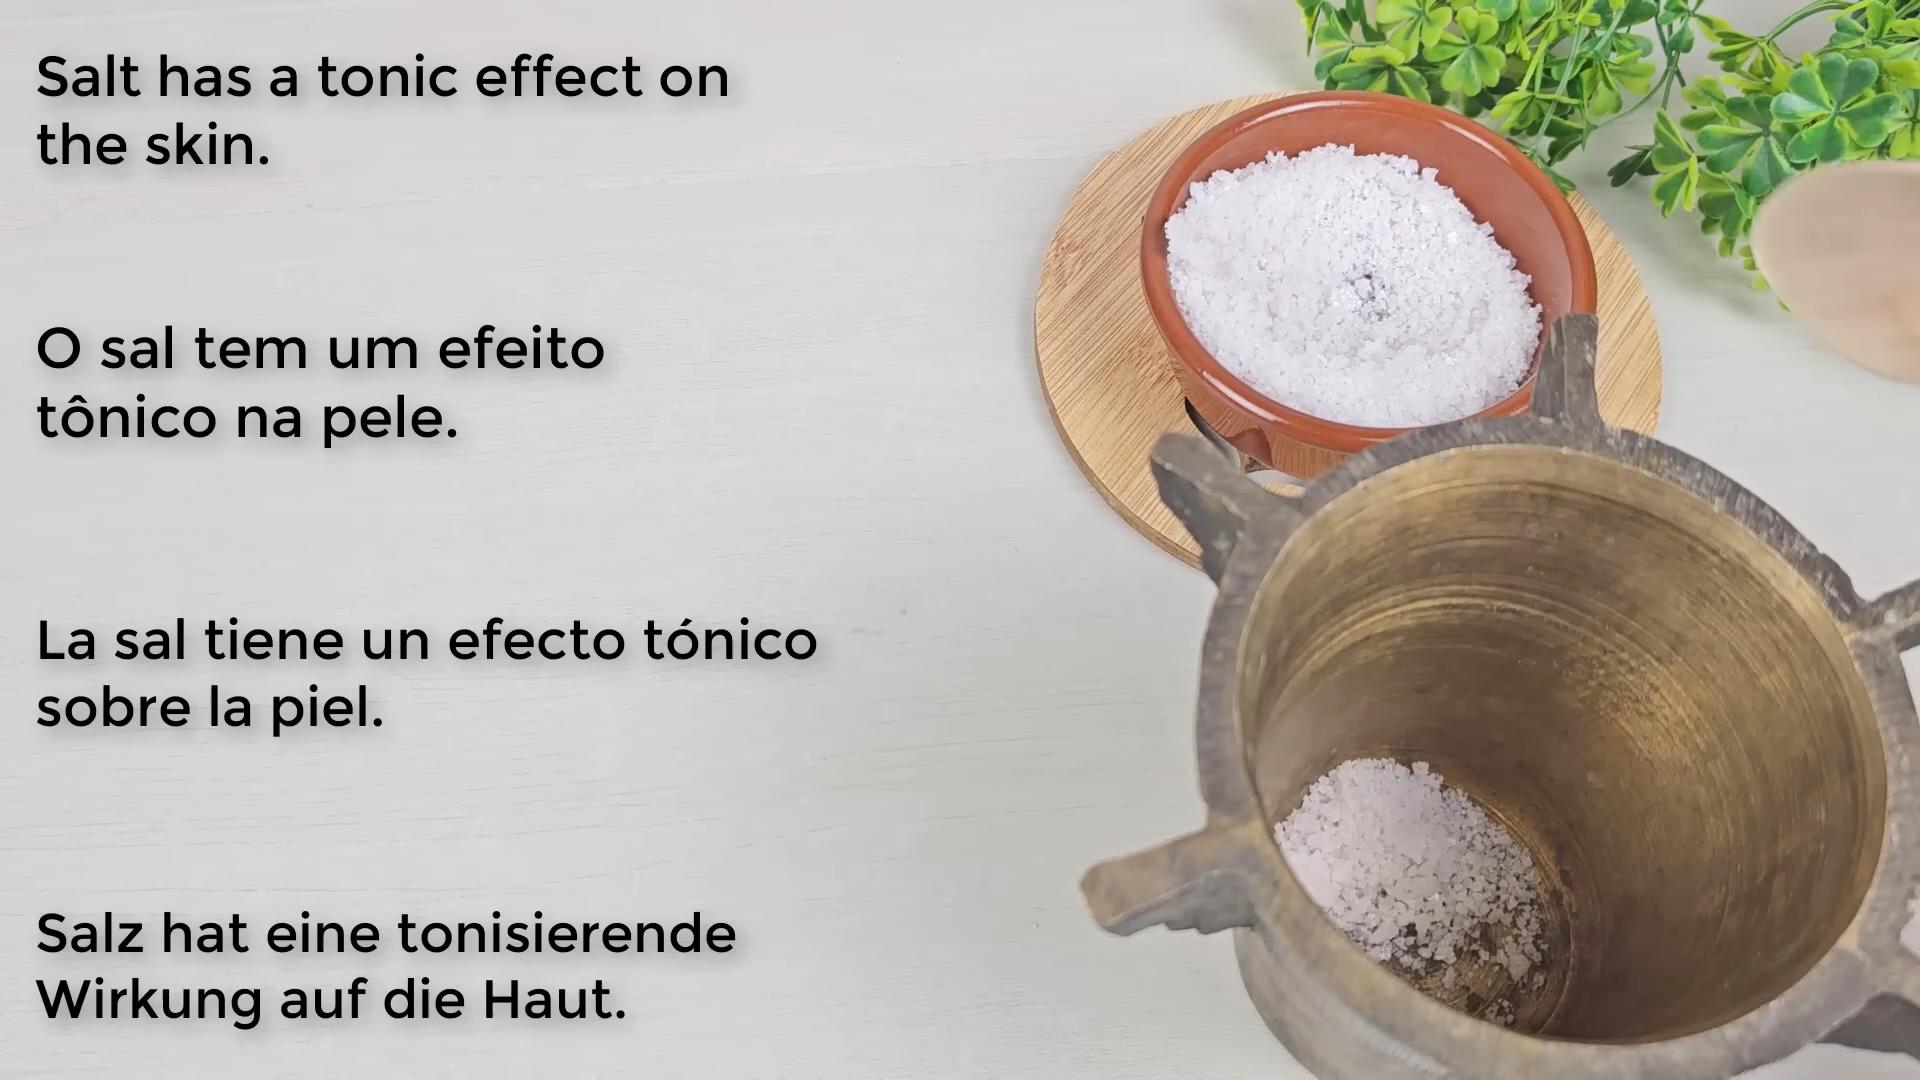 Salt has a tonic effect on
the skin.
O sal tem um efeito
tônico na pele.
La sal tiene un efecto tónico
sobre la piel.
Salz hat eine tonisierende
Wirkung auf die Haut.